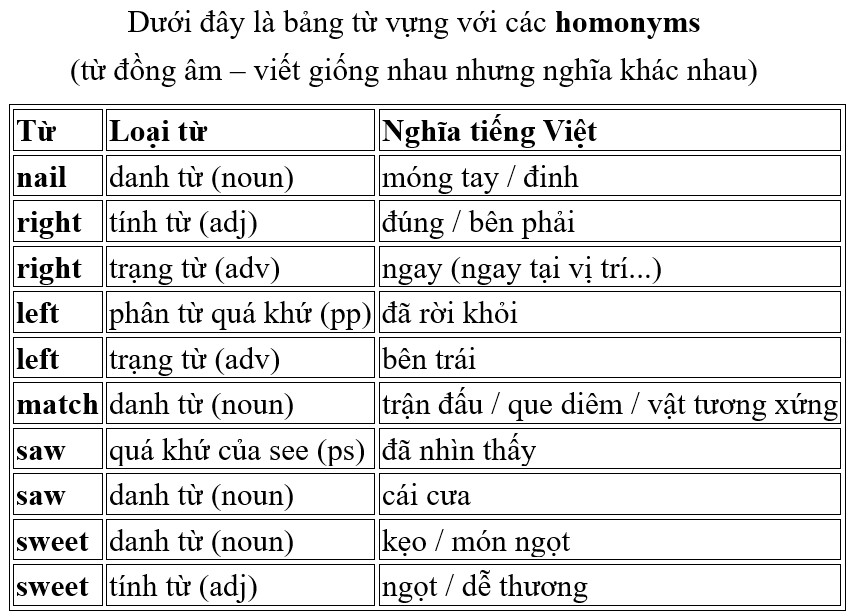 Dưới đây là bảng từ vựng với các homonyms
(từ đồng âm – viết giống nhau nhưng nghĩa khác nhau)
Từ Loại từ Nghĩa tiếng Việt
nail danh từ (noun) móng tay / đinh
right tính từ (adj) đúng / bên phải
right trạng từ (adv) ngay (ngay tại vị trí...)
left phân từ quá khứ (pp) đã rời khỏi
left trạng từ (adv) bên trái
match danh từ (noun) trận đấu / que diêm / vật tương xứng
saw quá khứ của see (ps) đã nhìn thấy
saw danh từ (noun) cái cưa
sweet danh từ (noun) kẹo / món ngọt
sweet tính từ (adj) ngọt / dễ thương